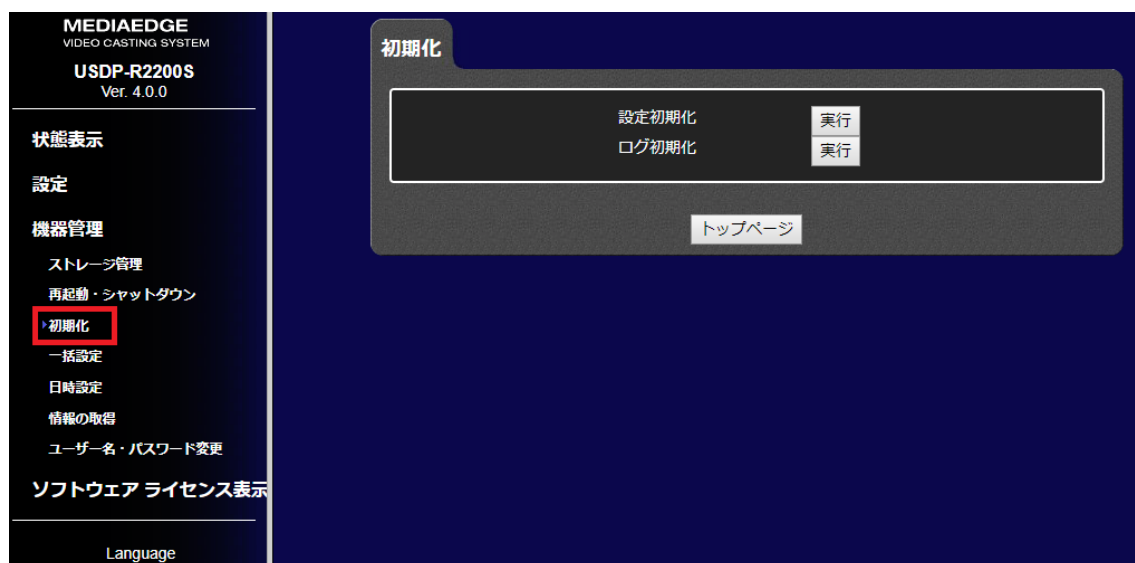 MEDIAEDGE
VIDEO CASTING SYSTEM
USDP-R2200S
Ver. 4.0.0
状態表示
設定
機器管理
ストレージ管理
再起動・シャットダウン
初期化
一括設定
日時設定
情報の取得
ユーザー名・パスワード変更
ソフトウェア ライセンス表示
Language
初期化
設定初期化 実行
ログ初期化 実行
トップページ